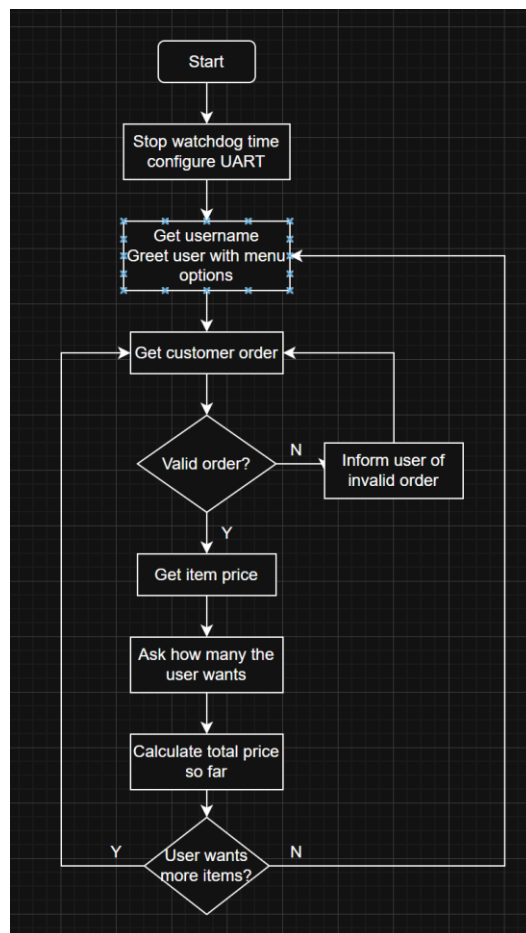 Start
Stop watchdog time
configure UART
Get username
Greet user with menu
options
Get customer order
Valid order?
N
Inform user of
invalid order
Y
Get item price
Ask how many the
user wants
Calculate total price
so far
Y
User wants
more items?
N